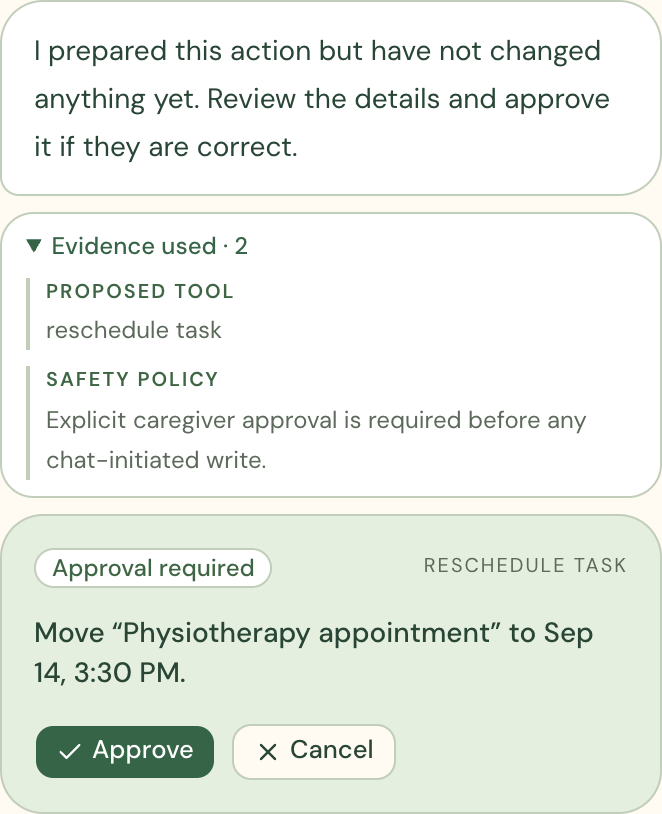 I prepared this action but have not changed
anything yet. Review the details and approve
it if they are correct.
▼ Evidence used · 2
PROPOSED TOOL
reschedule task
SAFETY POLICY
Explicit caregiver approval is required before any
chat-initiated write.
Approval required
RESCHEDULE TASK
Move “Physiotherapy appointment” to Sep
14, 3:30 PM.
Approve
Cancel